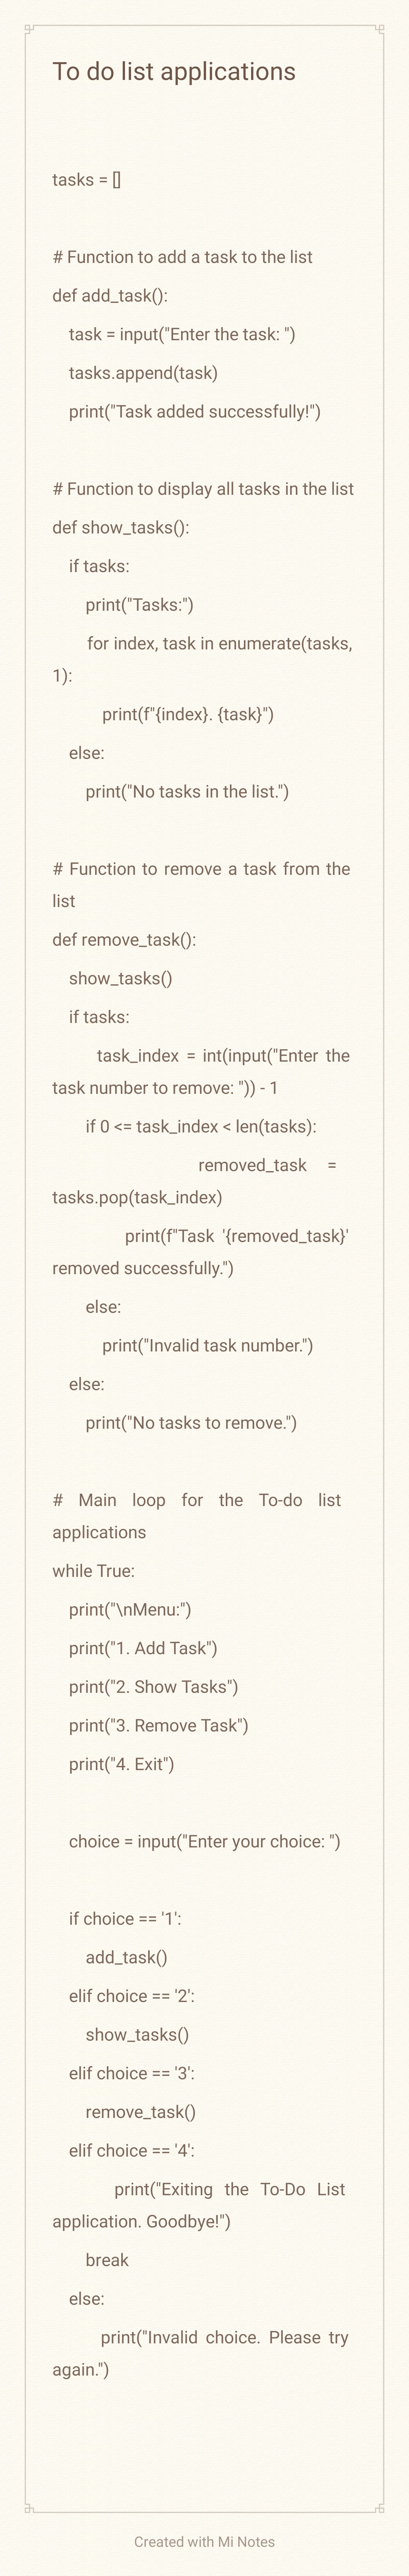 To do list applications
tasks = []
# Function to add a task to the list
def add_task():
    task = input("Enter the task: ")
    tasks.append(task)
    print("Task added successfully!")
# Function to display all tasks in the list
def show_tasks():
    if tasks:
        print("Tasks:")
        for index, task in enumerate(tasks,
1):
            print(f"{index}. {task}")
    else:
        print("No tasks in the list.")
# Function to remove a task from the
list
def remove_task():
    show_tasks()
    if tasks:
        task_index = int(input("Enter the
task number to remove: ")) - 1
        if 0 <= task_index < len(tasks):
            removed_task =
tasks.pop(task_index)
            print(f"Task '{removed_task}'
removed successfully.")
        else:
            print("Invalid task number.")
    else:
        print("No tasks to remove.")
# Main loop for the To-do list
applications
while True:
    print("\nMenu:")
    print("1. Add Task")
    print("2. Show Tasks")
    print("3. Remove Task")
    print("4. Exit")
    choice = input("Enter your choice: ")
    if choice == '1':
        add_task()
    elif choice == '2':
        show_tasks()
    elif choice == '3':
        remove_task()
    elif choice == '4':
        print("Exiting the To-Do List
application. Goodbye!")
        break
    else:
        print("Invalid choice. Please try
again.")
Created with Mi Notes